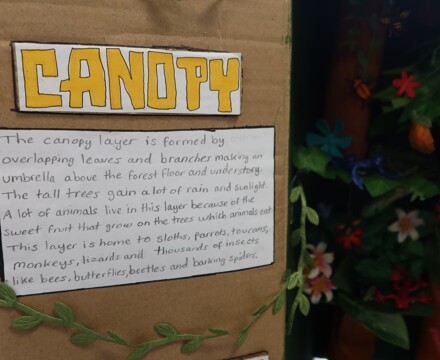 CANOPY
The canopy layer is formed by
overlapping leaves and branches making an
umbrella above the forest floor and understory.
The tall trees gain a lot of rain and sunlight.
A lot of animals live in this layer because of the
sweet fruit that grow on the trees which animals eat.
This layer is home to sloths, parrots, toucans,
monkeys, lizards and thousands of insects
like bees, butterflies, beetles and barking spides.